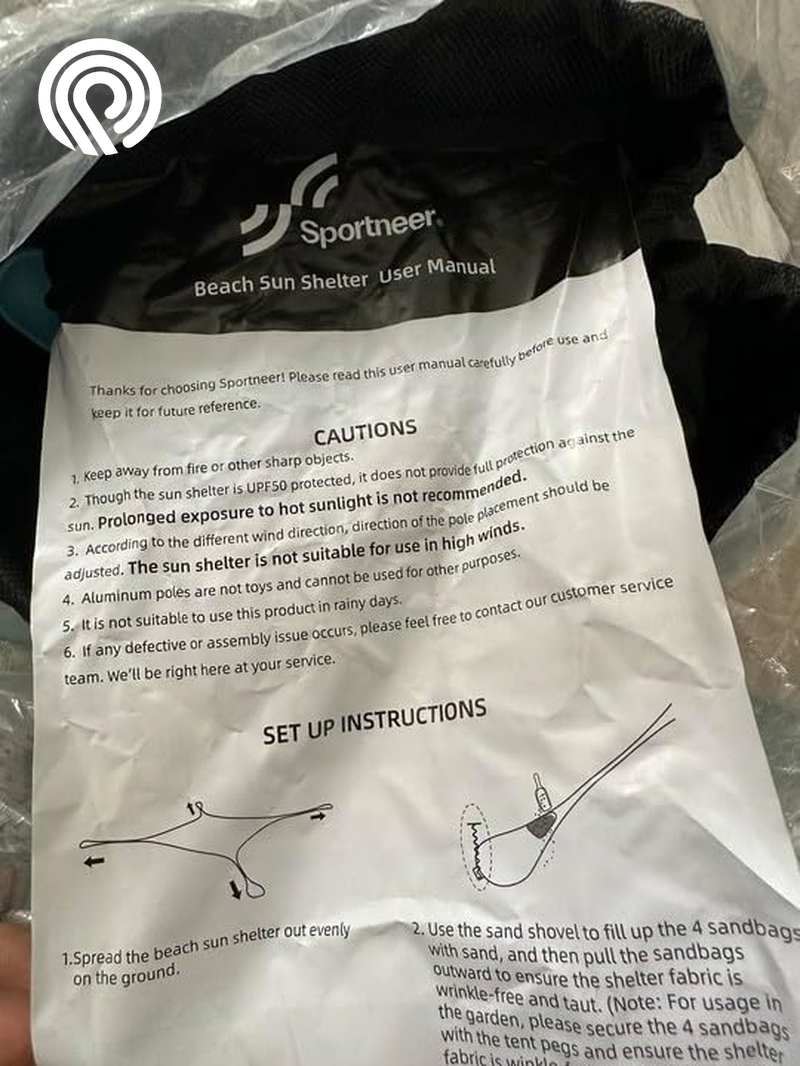 Sportneer
Beach Sun Shelter User Manual
Thanks for choosing Sportneer! Please read this user manual carefully before use and
keep it for future reference.
CAUTIONS
1. Keep away from fire or other sharp objects.
2. Though the sun shelter is UPF50 protected, it does not provide full protection against the
sun. Prolonged exposure to hot sunlight is not recommended.
3. According to the different wind direction, direction of the pole placement should be
adjusted. The sun shelter is not suitable for use in high winds.
4. Aluminum poles are not toys and cannot be used for other purposes.
5. It is not suitable to use this product in rainy days.
6. If any defective or assembly issue occurs, please feel free to contact our customer service
team. We'll be right here at your service.
SET UP INSTRUCTIONS
1.Spread the beach sun shelter out evenly
on the ground.
2. Use the sand shovel to fill up the 4 sandbags
with sand, and then pull the sandbags
outward to ensure the shelter fabric is
wrinkle-free and taut. (Note: For usage in
the garden, please secure the 4 sandbags
with the tent pegs and ensure the shelter
fabric is